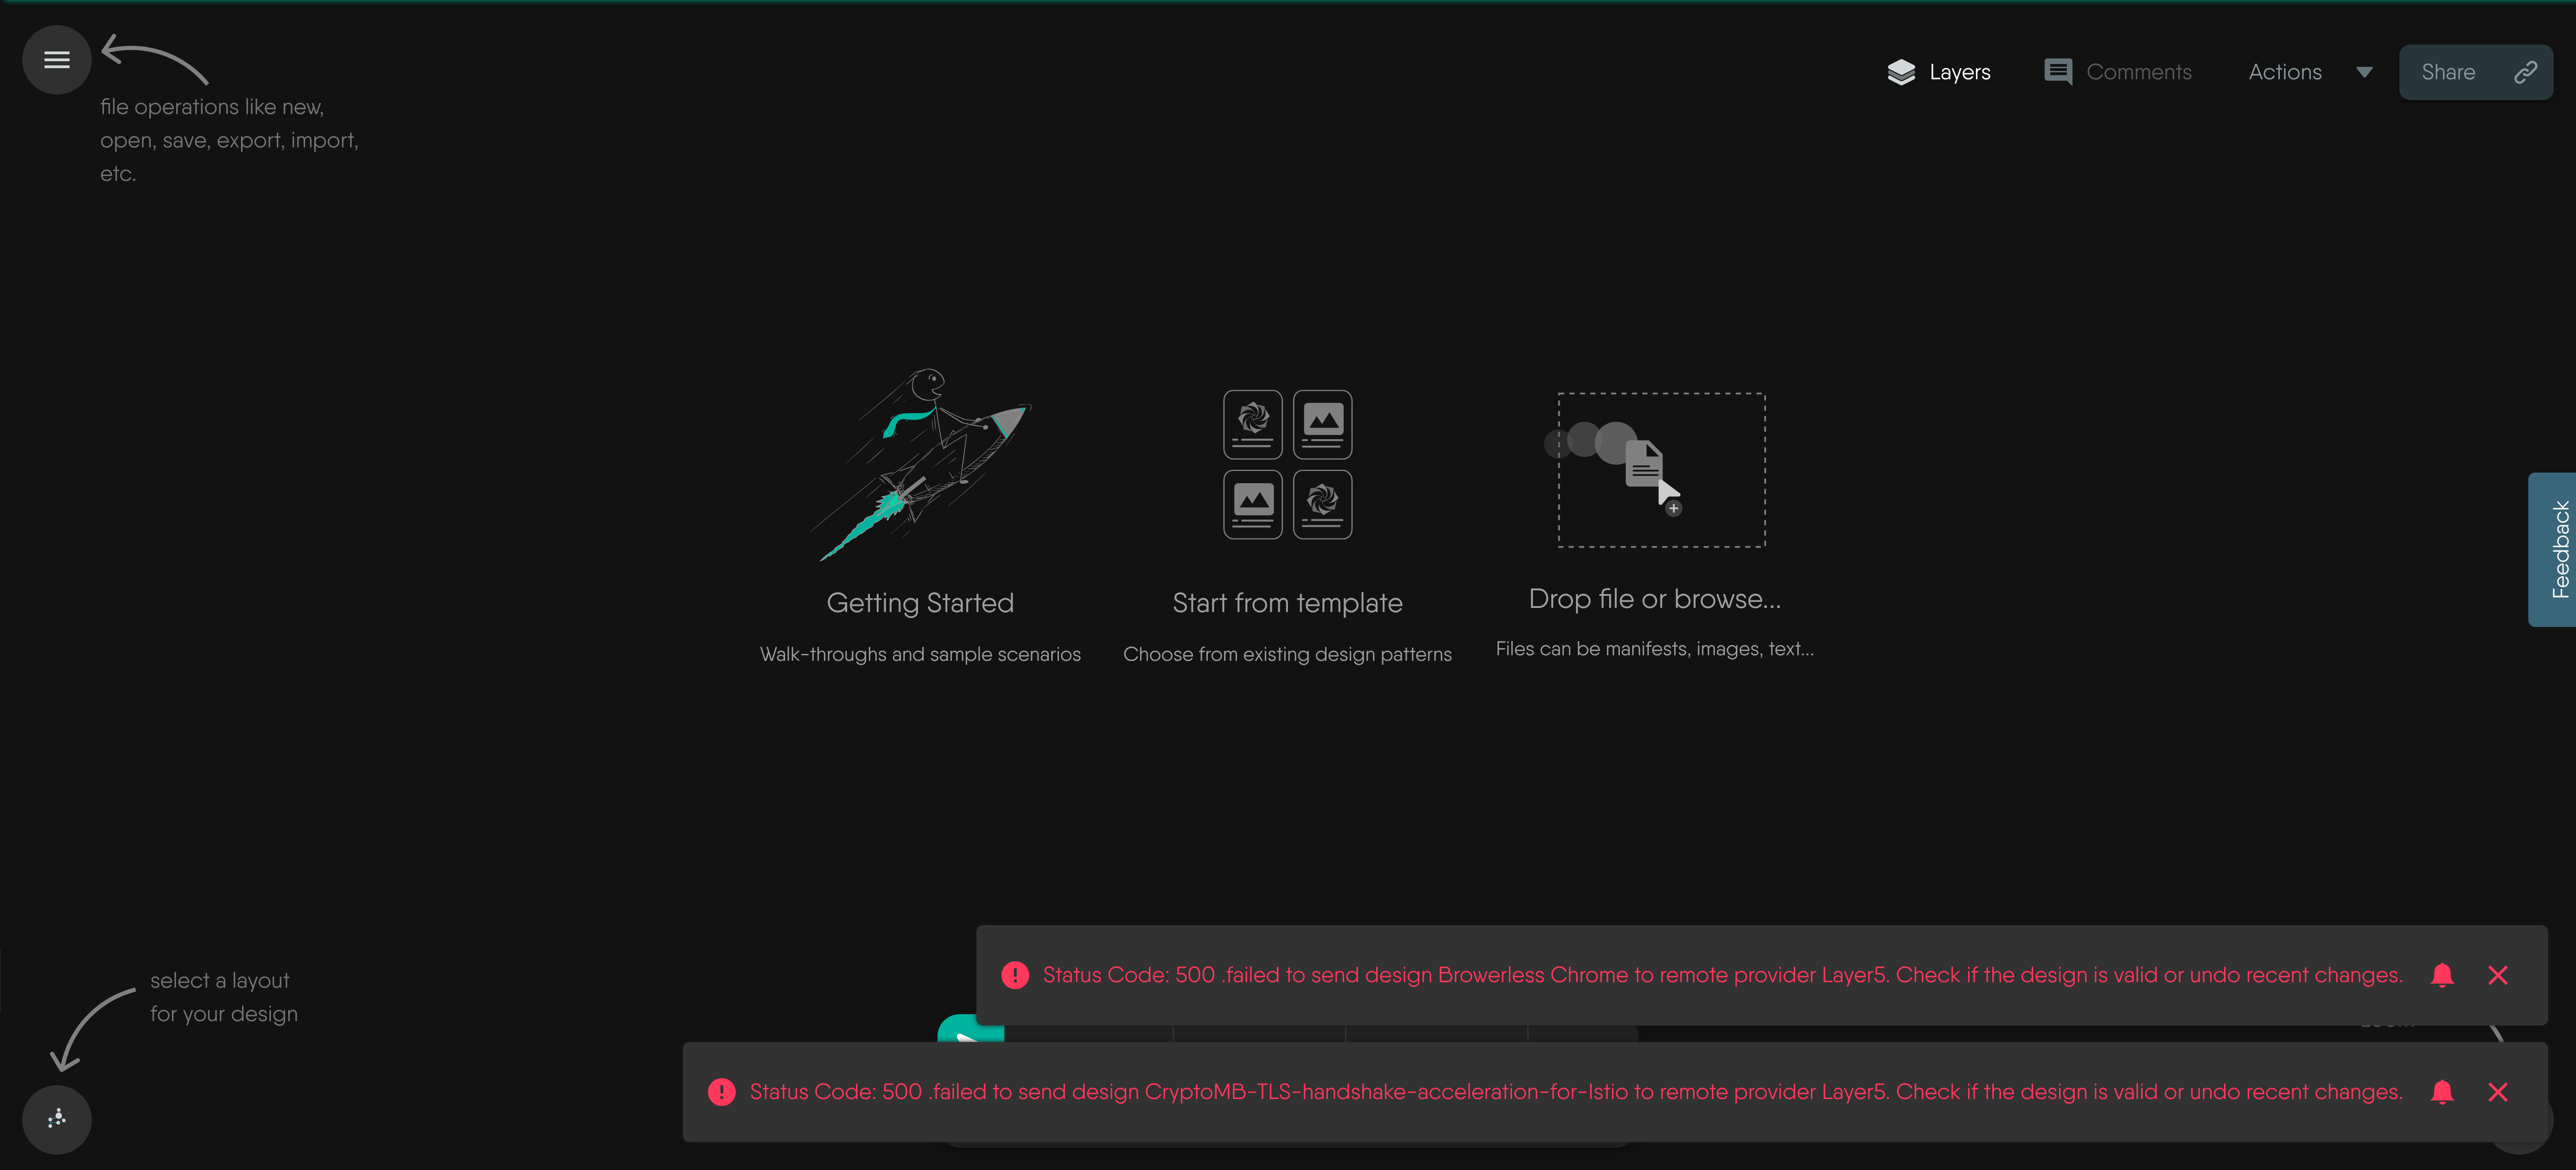 file operations like new,
open, save, export, import,
etc.
Layers
Comments
Actions
Share
Getting Started
Walk-throughs and sample scenarios
Start from template
Choose from existing design patterns
Drop file or browse...
Files can be manifests, images, text...
Feedback
select a layout
for your design
Status Code: 500 .failed to send design Browerless Chrome to remote provider Layer5. Check if the design is valid or undo recent changes.
Status Code: 500 .failed to send design CryptoMB-TLS-handshake-acceleration-for-Istio to remote provider Layer5. Check if the design is valid or undo recent changes.